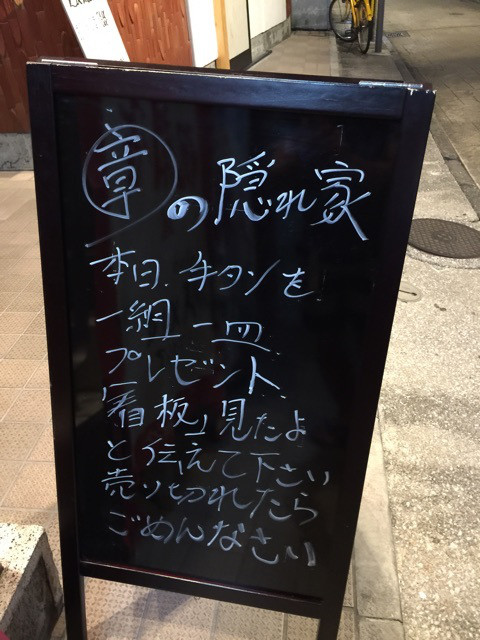 章の隠れ家
本日、チタンを
一組一皿
プレゼント
「看板」見たよ
と伝えて下さい
売り切れたら
ごめんなさい